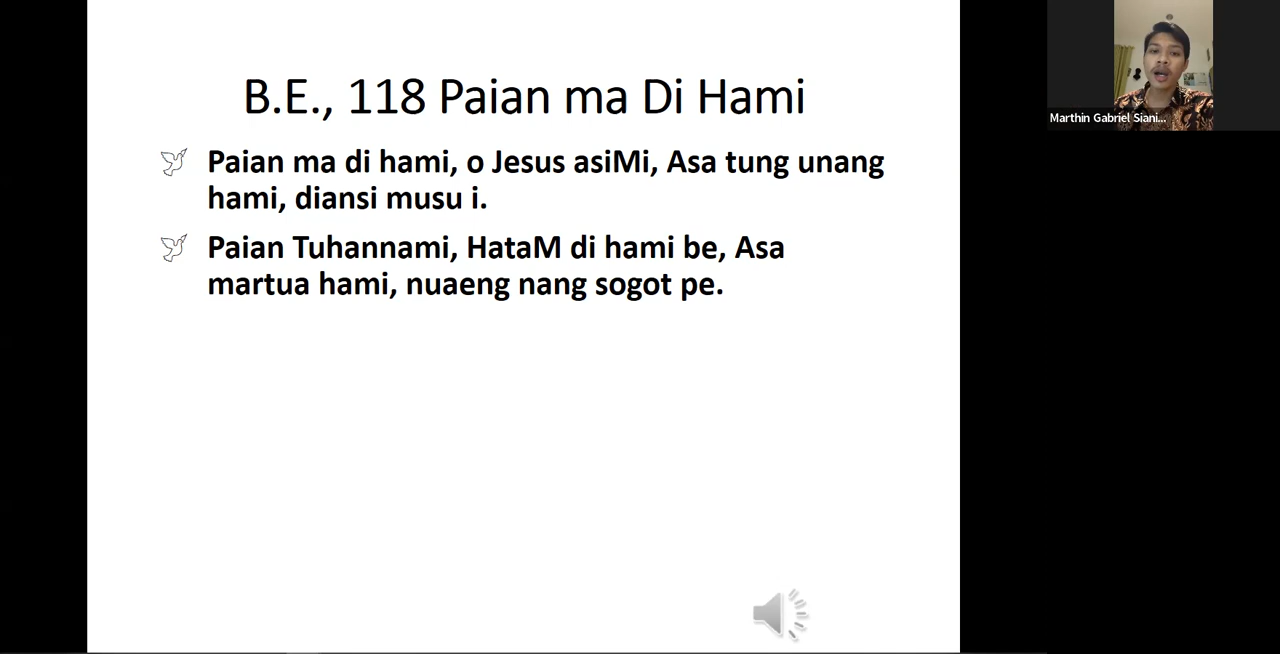 B.E., 118 Paian ma Di Hami
Paian ma di hami, o Jesus asiMi, Asa tung unang
hami, diansi musu i.
Paian Tuhannami, HataM di hami be, Asa
martua hami, nuaeng nang sogot pe.
Marthin Gabriel Siani...